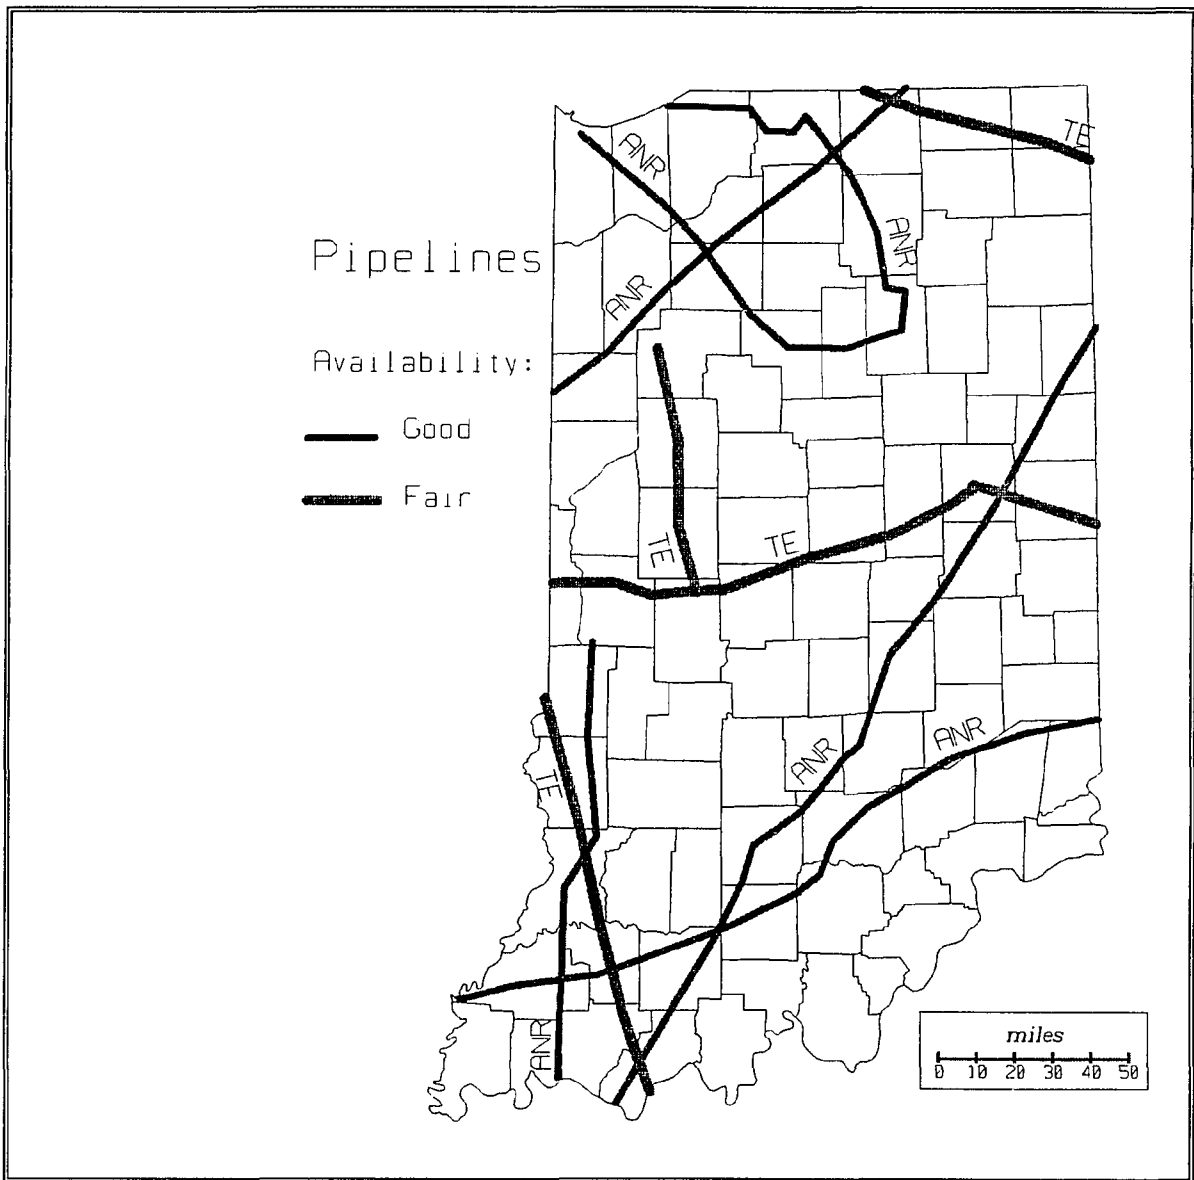 TE
ANR
ANR
Pipelines
ANR
Availability:
Good
Fair
TE
TE
ANR
ANR
TE
ANR
miles
0 10 20 30 40 50